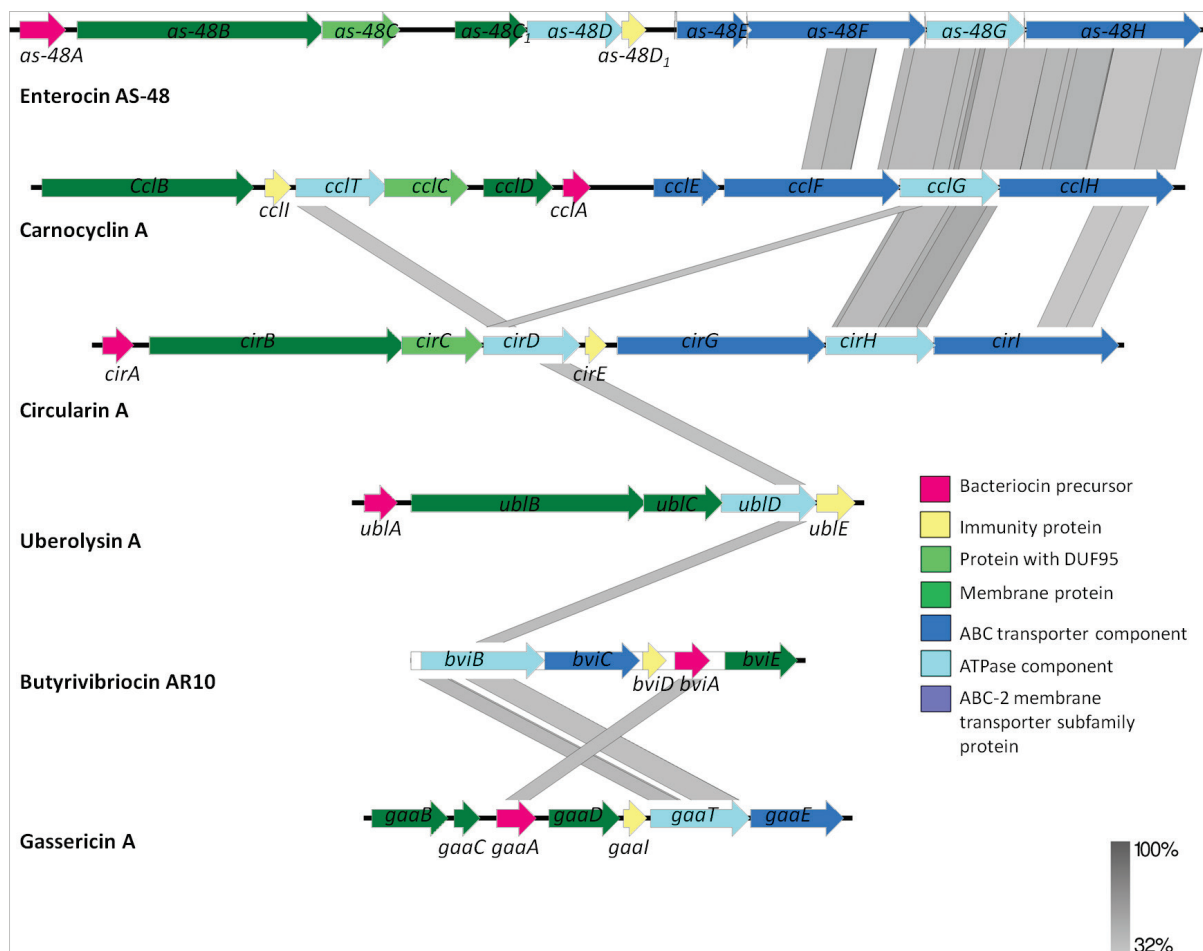 as-48B as-48C as-48C1 as-48D as-48E as-48F as-48G as-48H
as-48A as-48D1
Enterocin AS-48
CclB cclT cclC cclD cclE cclF cclG cclH
cclI cclA
Carnocyclin A
cirB cirC cirD cirG cirH cirI
cirA cirE
Circularin A
ublB ublC ublD
ublA ublE
Uberolysin A
bviB bviC bviE
bviD bviA
Butyrivibriocin AR10
gaaB gaaD gaaT gaaE
gaaC gaaA gaaI
Gassericin A
Bacteriocin precursor
Immunity protein
Protein with DUF95
Membrane protein
ABC transporter component
ATPase component
ABC-2 membrane
transporter subfamily
protein
100%
32%